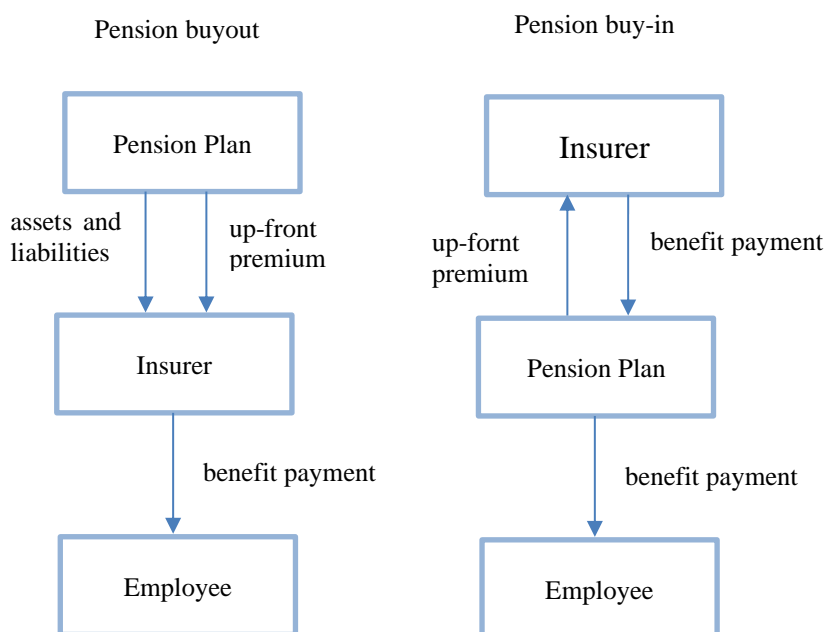 Pension buyout
Pension Plan
assets and
liabilities
up-front
premium
Insurer
benefit payment
Employee
Pension buy-in
Insurer
up-fornt
premium
benefit payment
Pension Plan
benefit payment
Employee